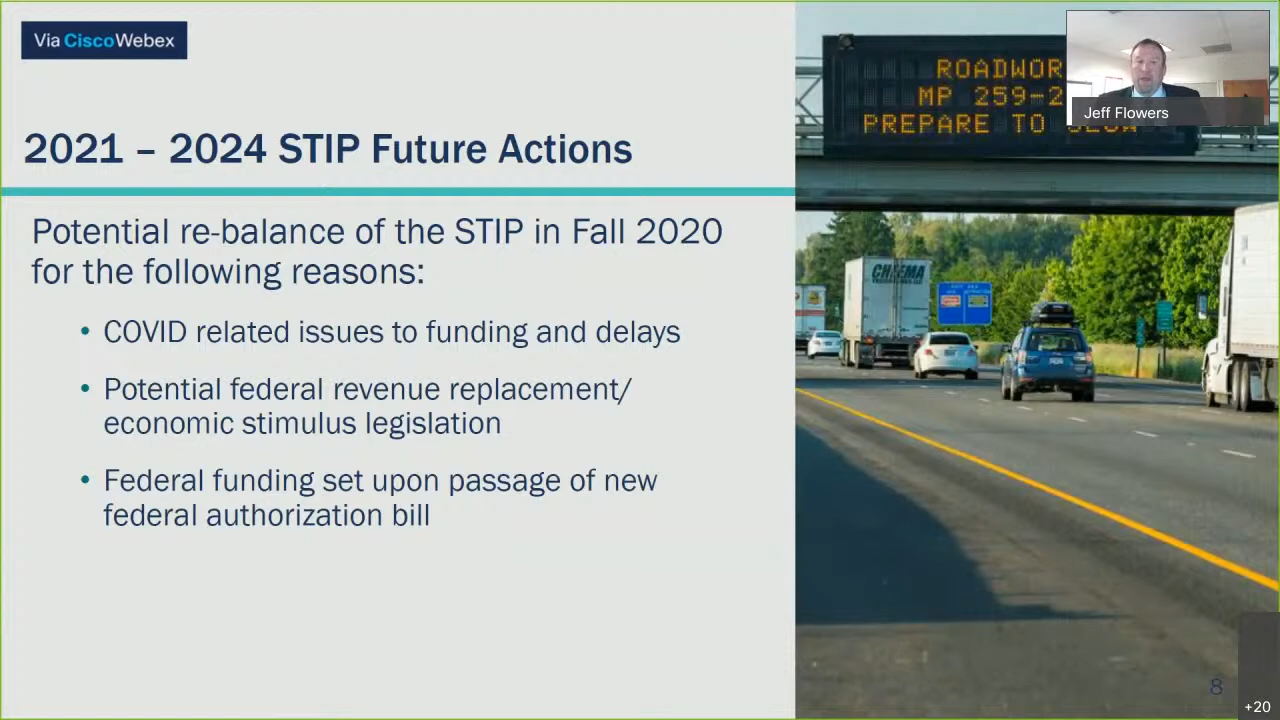 Via CiscoWebex
2021 – 2024 STIP Future Actions
Potential re-balance of the STIP in Fall 2020
for the following reasons:
• COVID related issues to funding and delays
• Potential federal revenue replacement/
economic stimulus legislation
• Federal funding set upon passage of new
federal authorization bill
ROADWOR
MP 259-2
PREPARE TO
Jeff Flowers
CHEEMA
8
+20